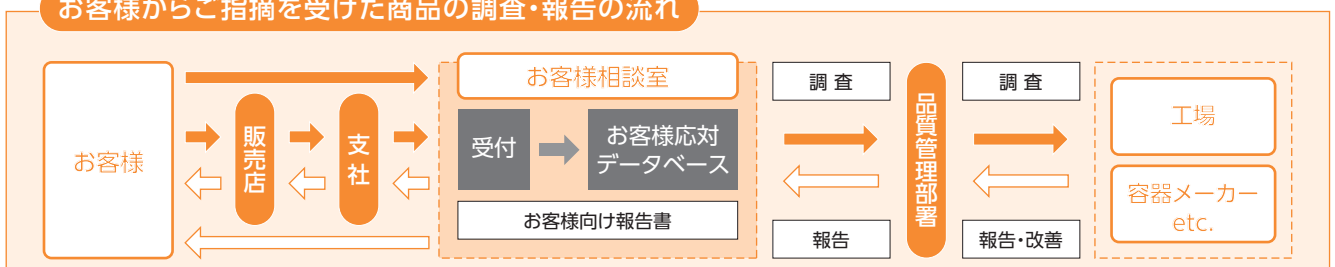 お客様からご指摘を受けた商品の調査・報告の流れ
お客様
販売店
支社
お客様相談室
受付
お客様応対
データベース
お客様向け報告書
調 査
報告
品質管理部署
調 査
報告・改善
工場
容器メーカー
etc.